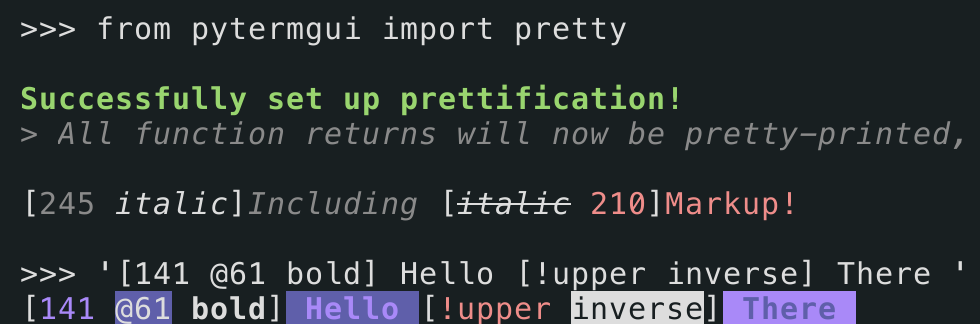 >>> from pytermgui import pretty
Successfully set up prettification!
> All function returns will now be pretty-printed,
[245 italic]Including [italic 210]Markup!
>>> '[141 @61 bold] Hello [!upper inverse] There '
[141 @61 bold] Hello [!upper inverse] There